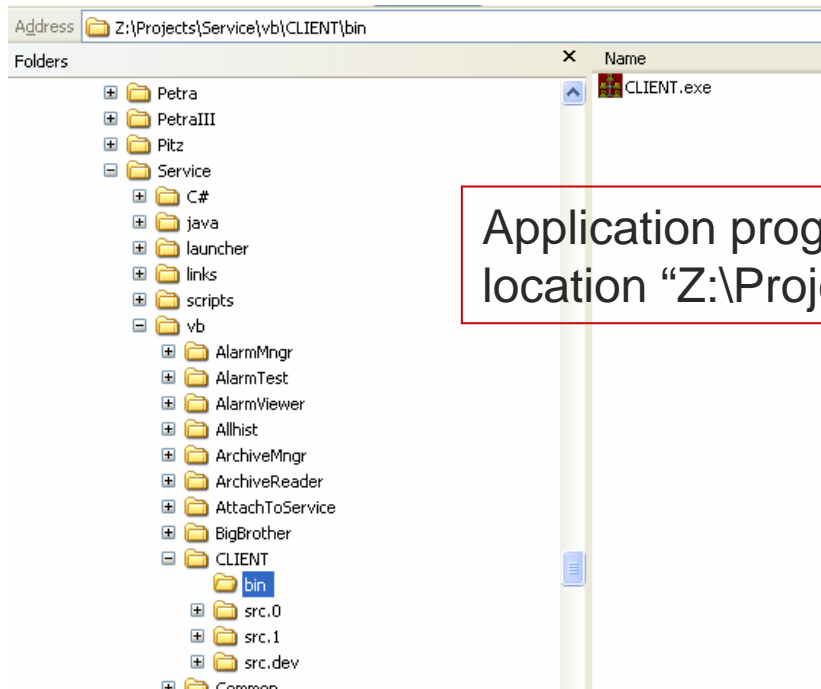 Address Z:\Projects\Service\vb\CLIENT\bin
Folders
Name
Petra
CLIENT.exe
PetraIII
Pitz
Service
C#
java
launcher
links
scripts
vb
AlarmMngr
AlarmTest
AlarmViewer
Allhist
ArchiveMngr
ArchiveReader
AttachToService
BigBrother
CLIENT
bin
src.0
src.1
src.dev
Common
Application prog
location “Z:\Proj